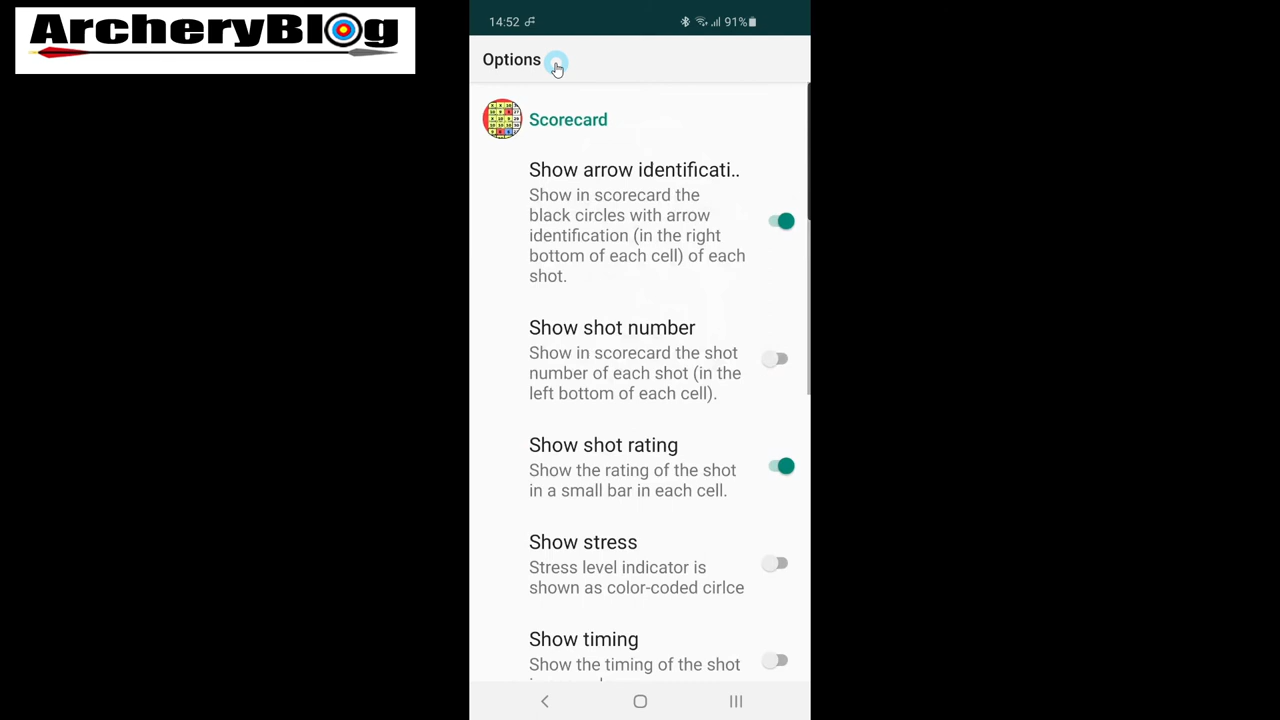 ArcheryBlog
14:52
91%
Options
Scorecard
Show arrow identificati..
Show in scorecard the
black circles with arrow
identification (in the right
bottom of each cell) of each
shot.
Show shot number
Show in scorecard the shot
number of each shot (in the
left bottom of each cell).
Show shot rating
Show the rating of the shot
in a small bar in each cell.
Show stress
Stress level indicator is
shown as color-coded cirlce
Show timing
Show the timing of the shot